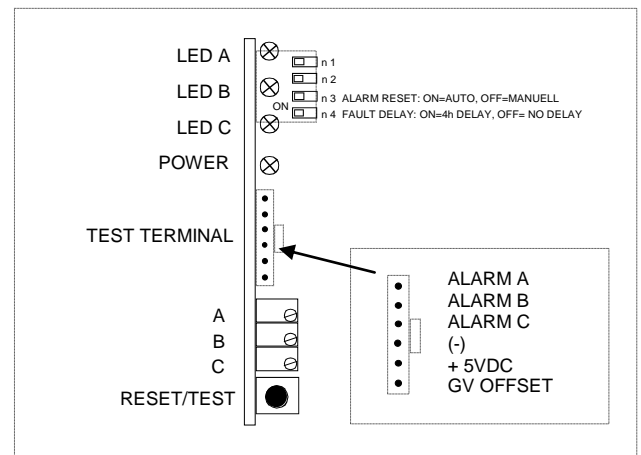 LED A
n 1
n 2
LED B
n 3 ALARM RESET: ON=AUTO, OFF=MANUELL
ON
n 4 FAULT DELAY: ON=4h DELAY, OFF= NO DELAY
LED C
POWER
TEST TERMINAL
ALARM A
ALARM B
ALARM C
(-)
+ 5VDC
GV OFFSET
A
B
C
RESET/TEST